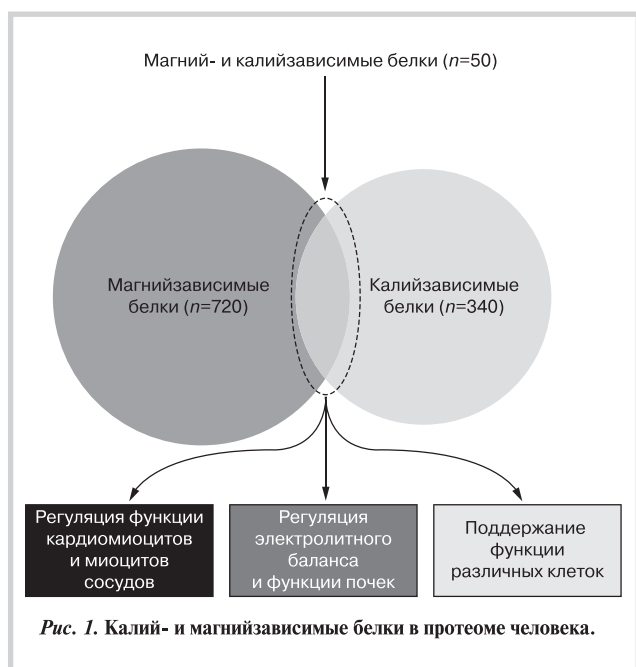 Магний- и калийзависимые белки (n=50)
Магнийзависимые
белки (n=720)
Калийзависимые
белки (n=340)
Регуляция функции
кардиомиоцитов
и миоцитов
сосудов
Регуляция
электролитного
баланса
и функции почек
Поддержание
функции
различных клеток
Рис. 1. Калий- и магнийзависимые белки в протеоме человека.